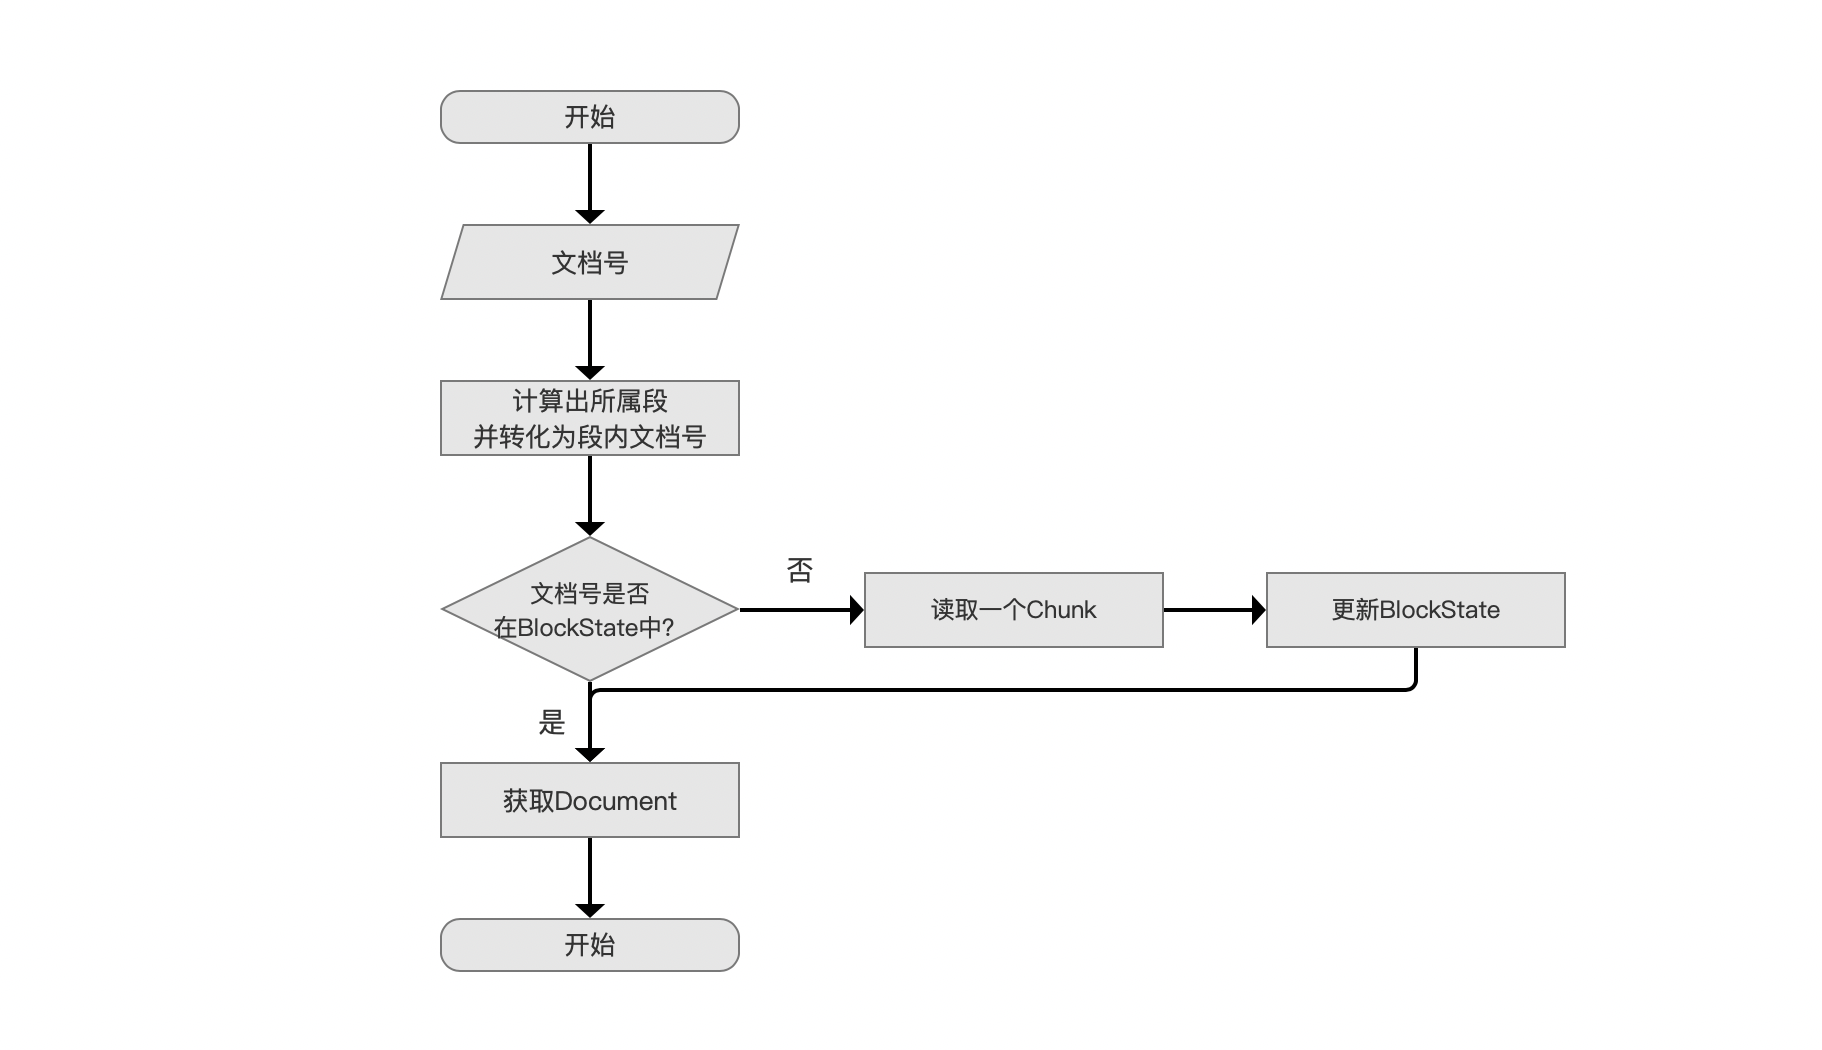 开始
文档号
计算出所属段
并转化为段内文档号
文档号是否
在BlockState中?
否
读取一个Chunk
更新BlockState
是
获取Document
开始